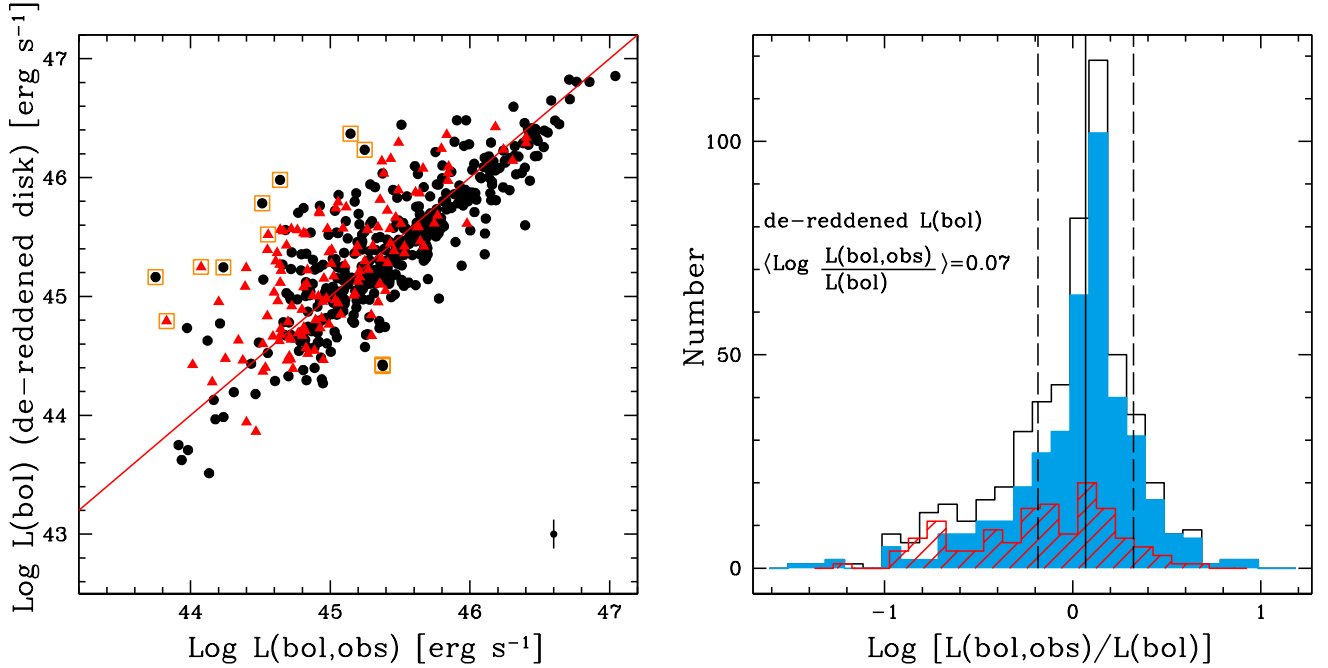 Log L(bol) (de-reddened disk) [erg s⁻¹]
47
46
45
44
43
44 45 46 47
Log L(bol,obs) [erg s⁻¹]
Number
100
50
0
de-reddened L(bol)
⟨Log L(bol,obs)/L(bol)⟩=0.07
-1 0 1
Log [L(bol,obs)/L(bol)]